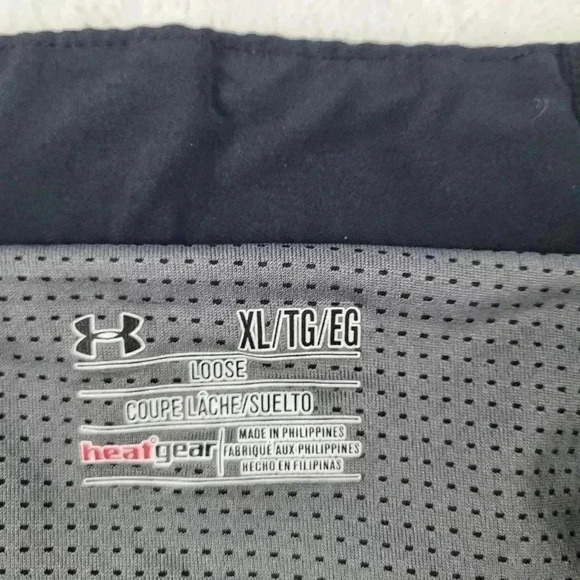 XL/TG/EG
LOOSE
COUPE LÂCHE/SUELTO
heatgear
MADE IN PHILIPPINES
FABRIQUÉ AUX PHILIPPINES
HECHO EN FILIPINAS